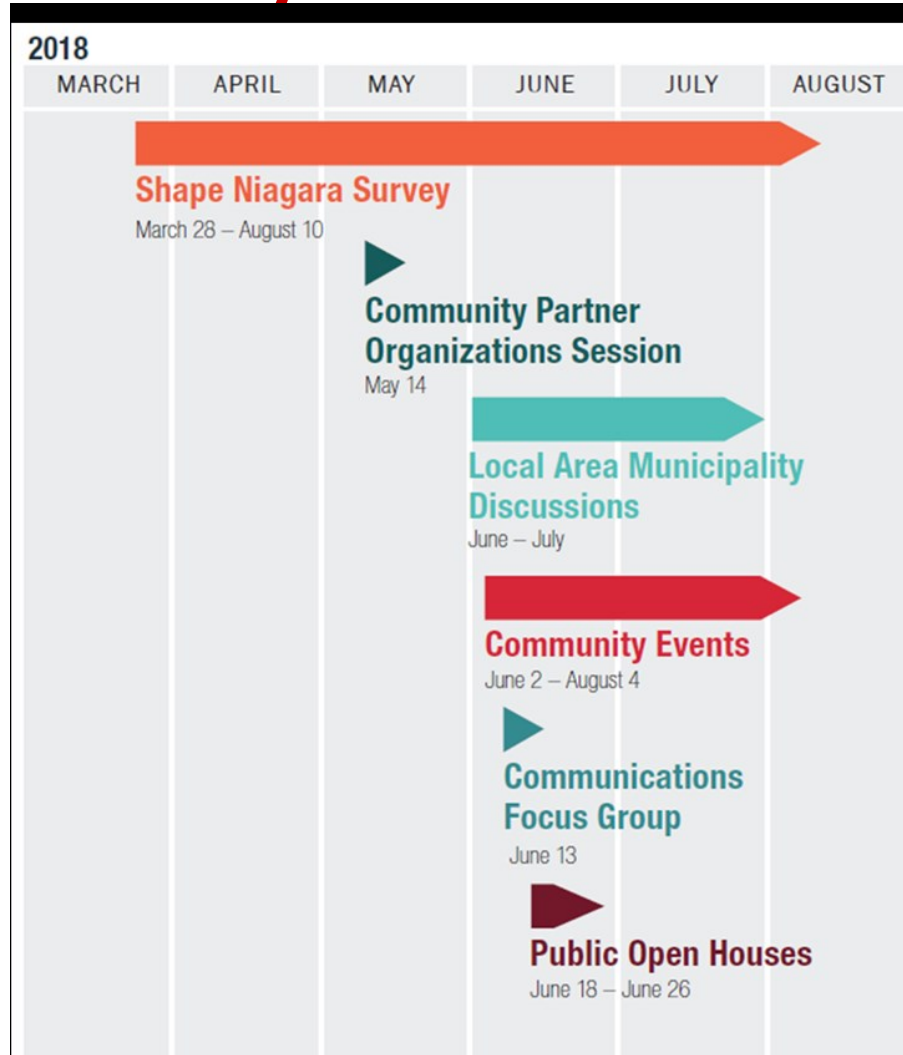 2018
MARCH APRIL MAY JUNE JULY AUGUST
Shape Niagara Survey
March 28 – August 10
Community Partner
Organizations Session
May 14
Local Area Municipality
Discussions
June – July
Community Events
June 2 – August 4
Communications
Focus Group
June 13
Public Open Houses
June 18 – June 26